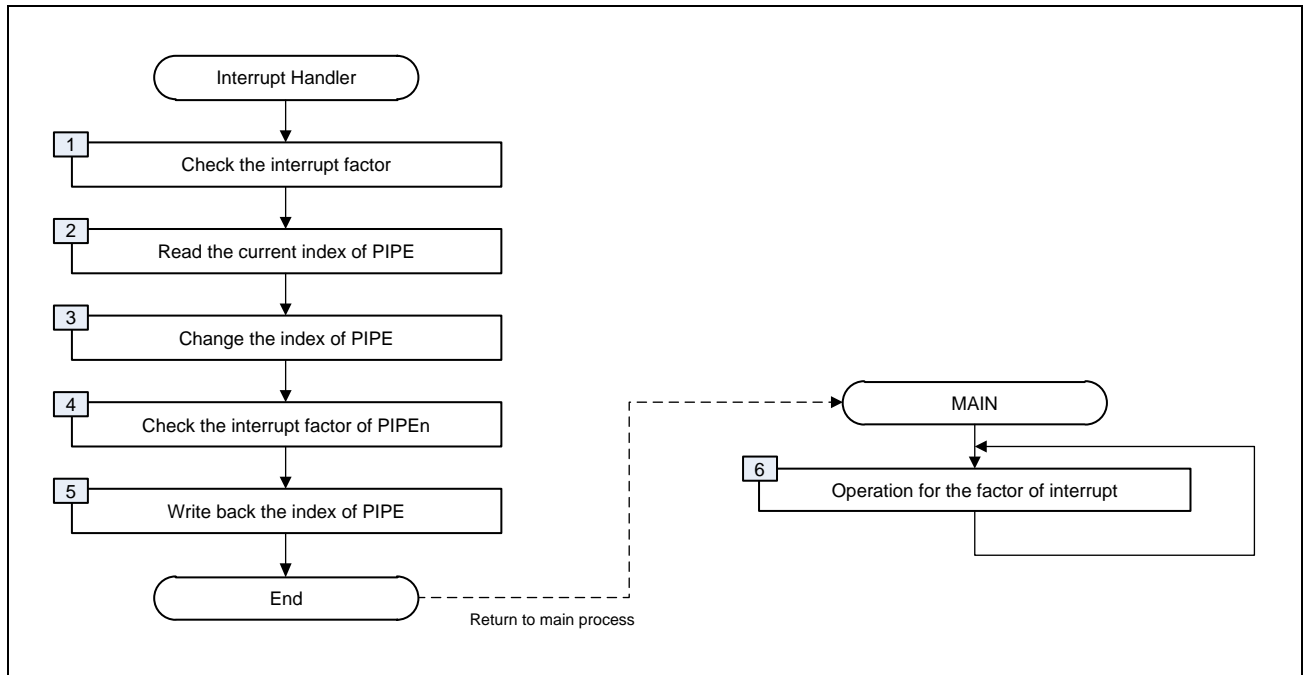 Interrupt Handler
1
Check the interrupt factor
2
Read the current index of PIPE
3
Change the index of PIPE
4
Check the interrupt factor of PIPEn
5
Write back the index of PIPE
End
Return to main process
MAIN
6
Operation for the factor of interrupt